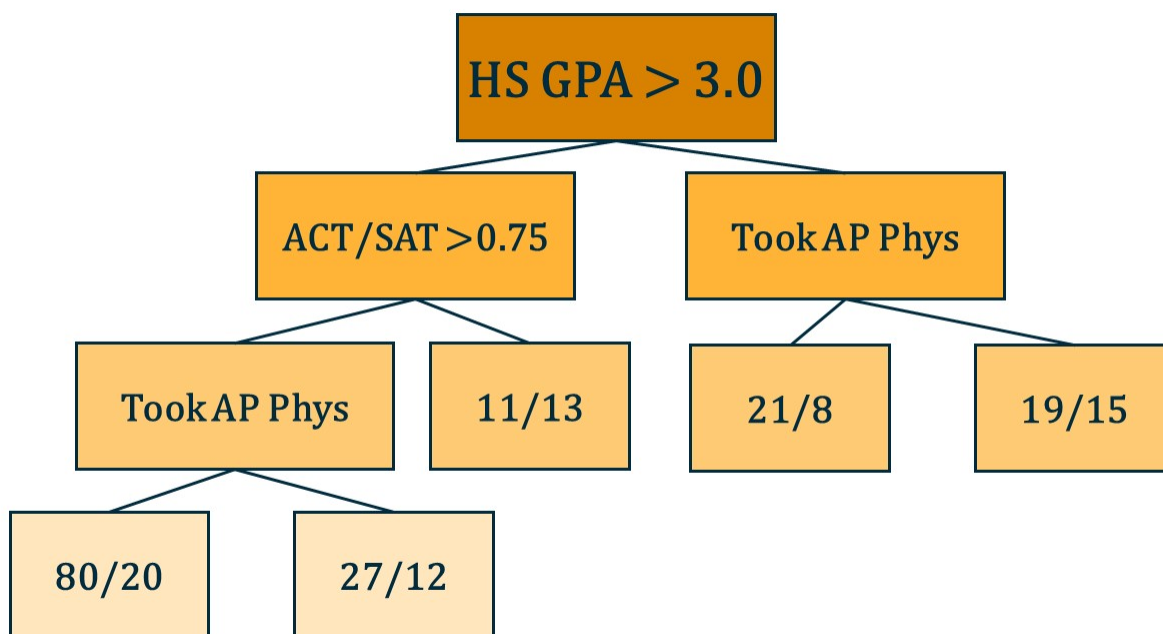 HS GPA > 3.0
ACT/SAT >0.75
Took AP Phys
Took AP Phys
11/13
21/8
19/15
80/20
27/12